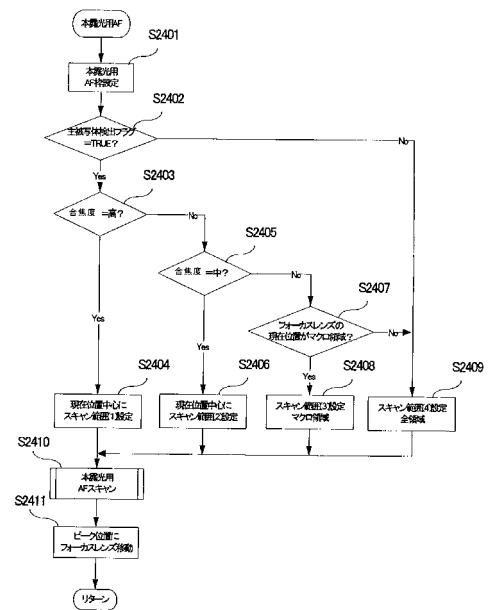 本露光用AF
S2401
本露光用
AF枠設定
S2402
主被写体検出フラグ
=TRUE?
No
Yes
S2403
合焦度 =高?
No
S2405
合焦度 =中?
No
Yes
Yes
S2407
フォーカスレンズの
現在位置がマクロ領域?
No
Yes
S2404
現在位置中心に
スキャン範囲(1)設定
S2406
現在位置中心に
スキャン範囲(2)設定
S2408
スキャン範囲(3)設定
マクロ領域
S2409
スキャン範囲(4)設定
全領域
S2410
本露光用
AFスキャン
S2411
ピーク位置に
フォーカスレンズ移動
リターン